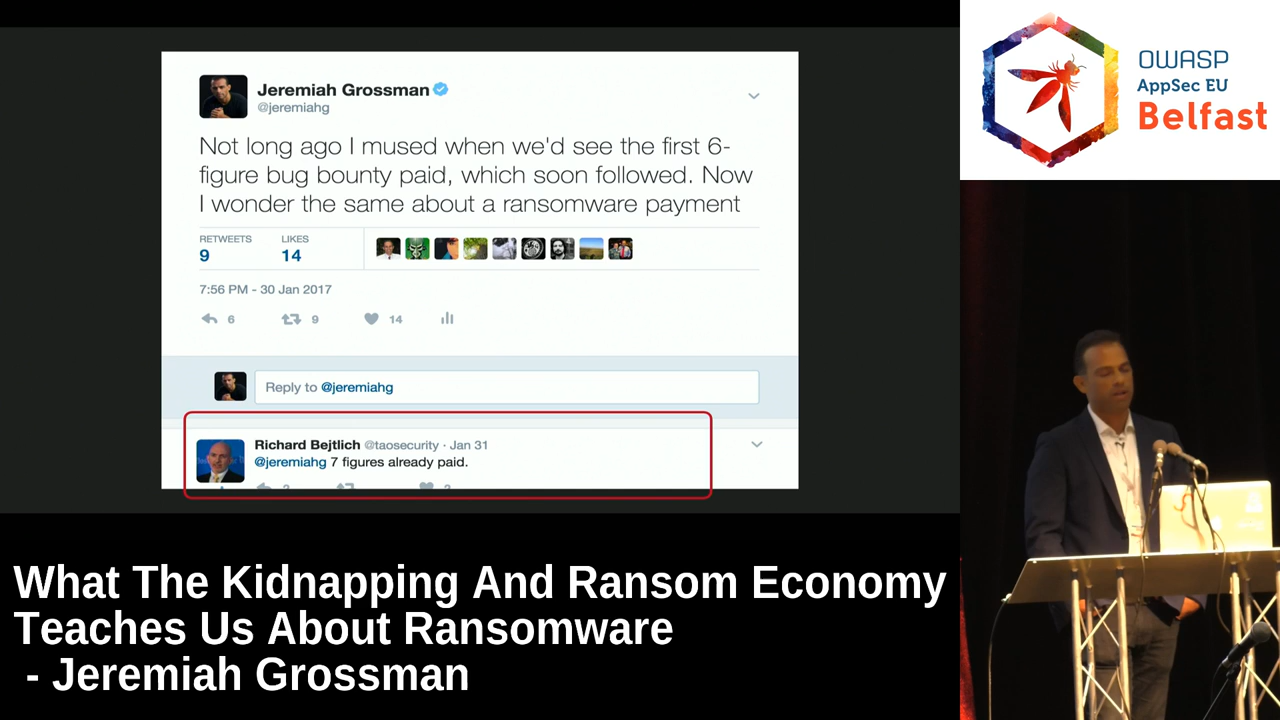 Jeremiah Grossman
@jeremiahg
Not long ago I mused when we'd see the first 6-
figure bug bounty paid, which soon followed. Now
I wonder the same about a ransomware payment
RETWEETS LIKES
9 14
7:56 PM - 30 Jan 2017
6 9 14
Reply to @jeremiahg
Richard Bejtlich @taosecurity · Jan 31
@jeremiahg 7 figures already paid.
What The Kidnapping And Ransom Economy
Teaches Us About Ransomware
- Jeremiah Grossman
OWASP
AppSec EU
Belfast